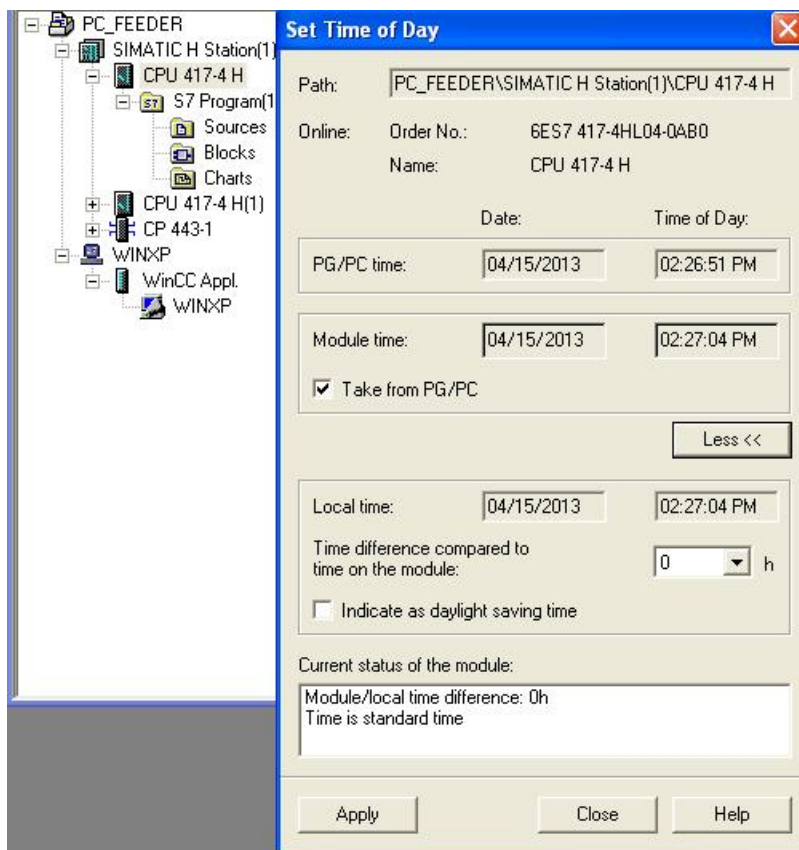 PC_FEEDER
SIMATIC H Station(1)
CPU 417-4 H
S7 Program(1
Sources
Blocks
Charts
CPU 417-4 H(1)
CP 443-1
WINXP
WinCC Appl.
WINXP
Set Time of Day
Path: PC_FEEDER\SIMATIC H Station(1)\CPU 417-4 H
Online: Order No.: 6ES7 417-4HL04-0AB0
Name: CPU 417-4 H
Date: Time of Day:
PG/PC time: 04/15/2013 02:26:51 PM
Module time: 04/15/2013 02:27:04 PM
Take from PG/PC
Less <<
Local time: 04/15/2013 02:27:04 PM
Time difference compared to
time on the module: 0 h
Indicate as daylight saving time
Current status of the module:
Module/local time difference: 0h
Time is standard time
Apply Close Help